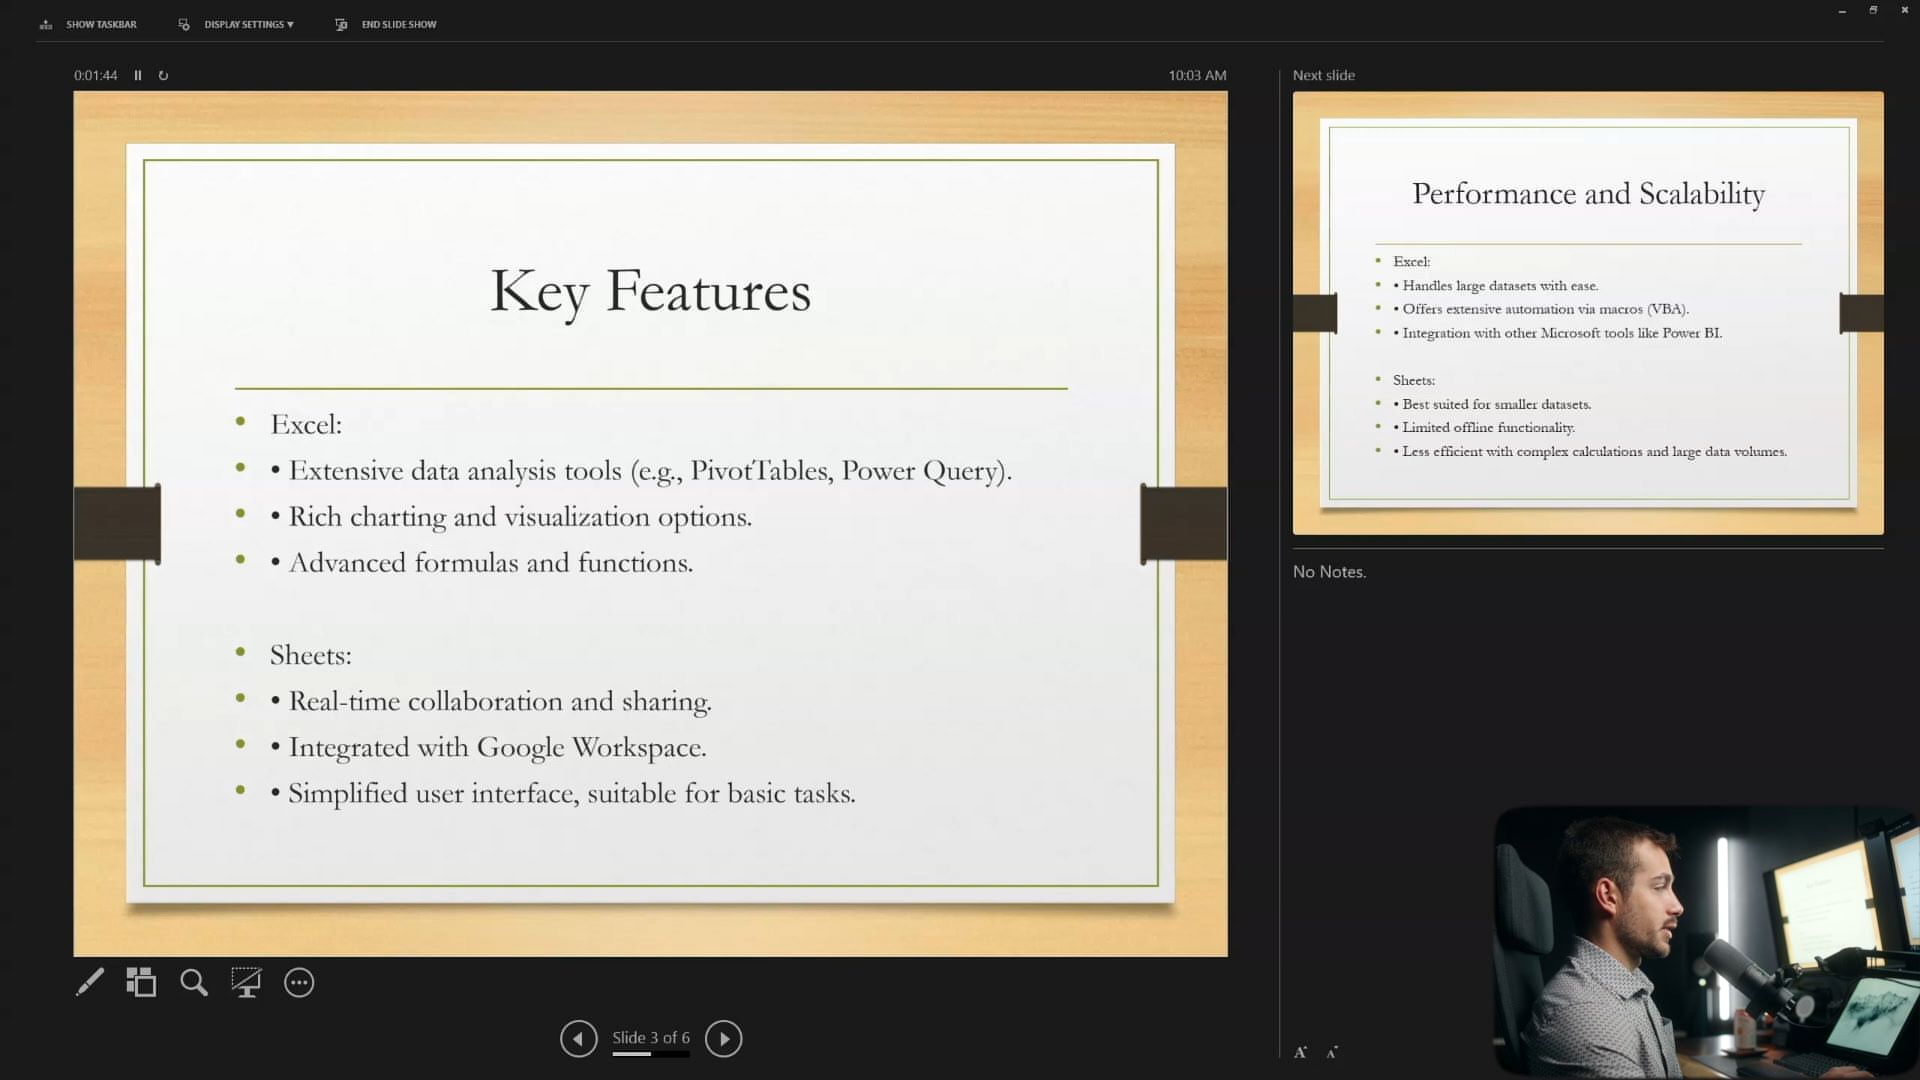 SHOW TASKBAR
DISPLAY SETTINGS ▾
END SLIDE SHOW
0:01:44
10:03 AM
Key Features
• Excel:
• • Extensive data analysis tools (e.g., PivotTables, Power Query).
• • Rich charting and visualization options.
• • Advanced formulas and functions.
• Sheets:
• • Real-time collaboration and sharing.
• • Integrated with Google Workspace.
• • Simplified user interface, suitable for basic tasks.
Slide 3 of 6
Next slide
Performance and Scalability
• Excel:
• • Handles large datasets with ease.
• • Offers extensive automation via macros (VBA).
• • Integration with other Microsoft tools like Power BI.
• Sheets:
• • Best suited for smaller datasets.
• • Limited offline functionality.
• • Less efficient with complex calculations and large data volumes.
No Notes.
A A